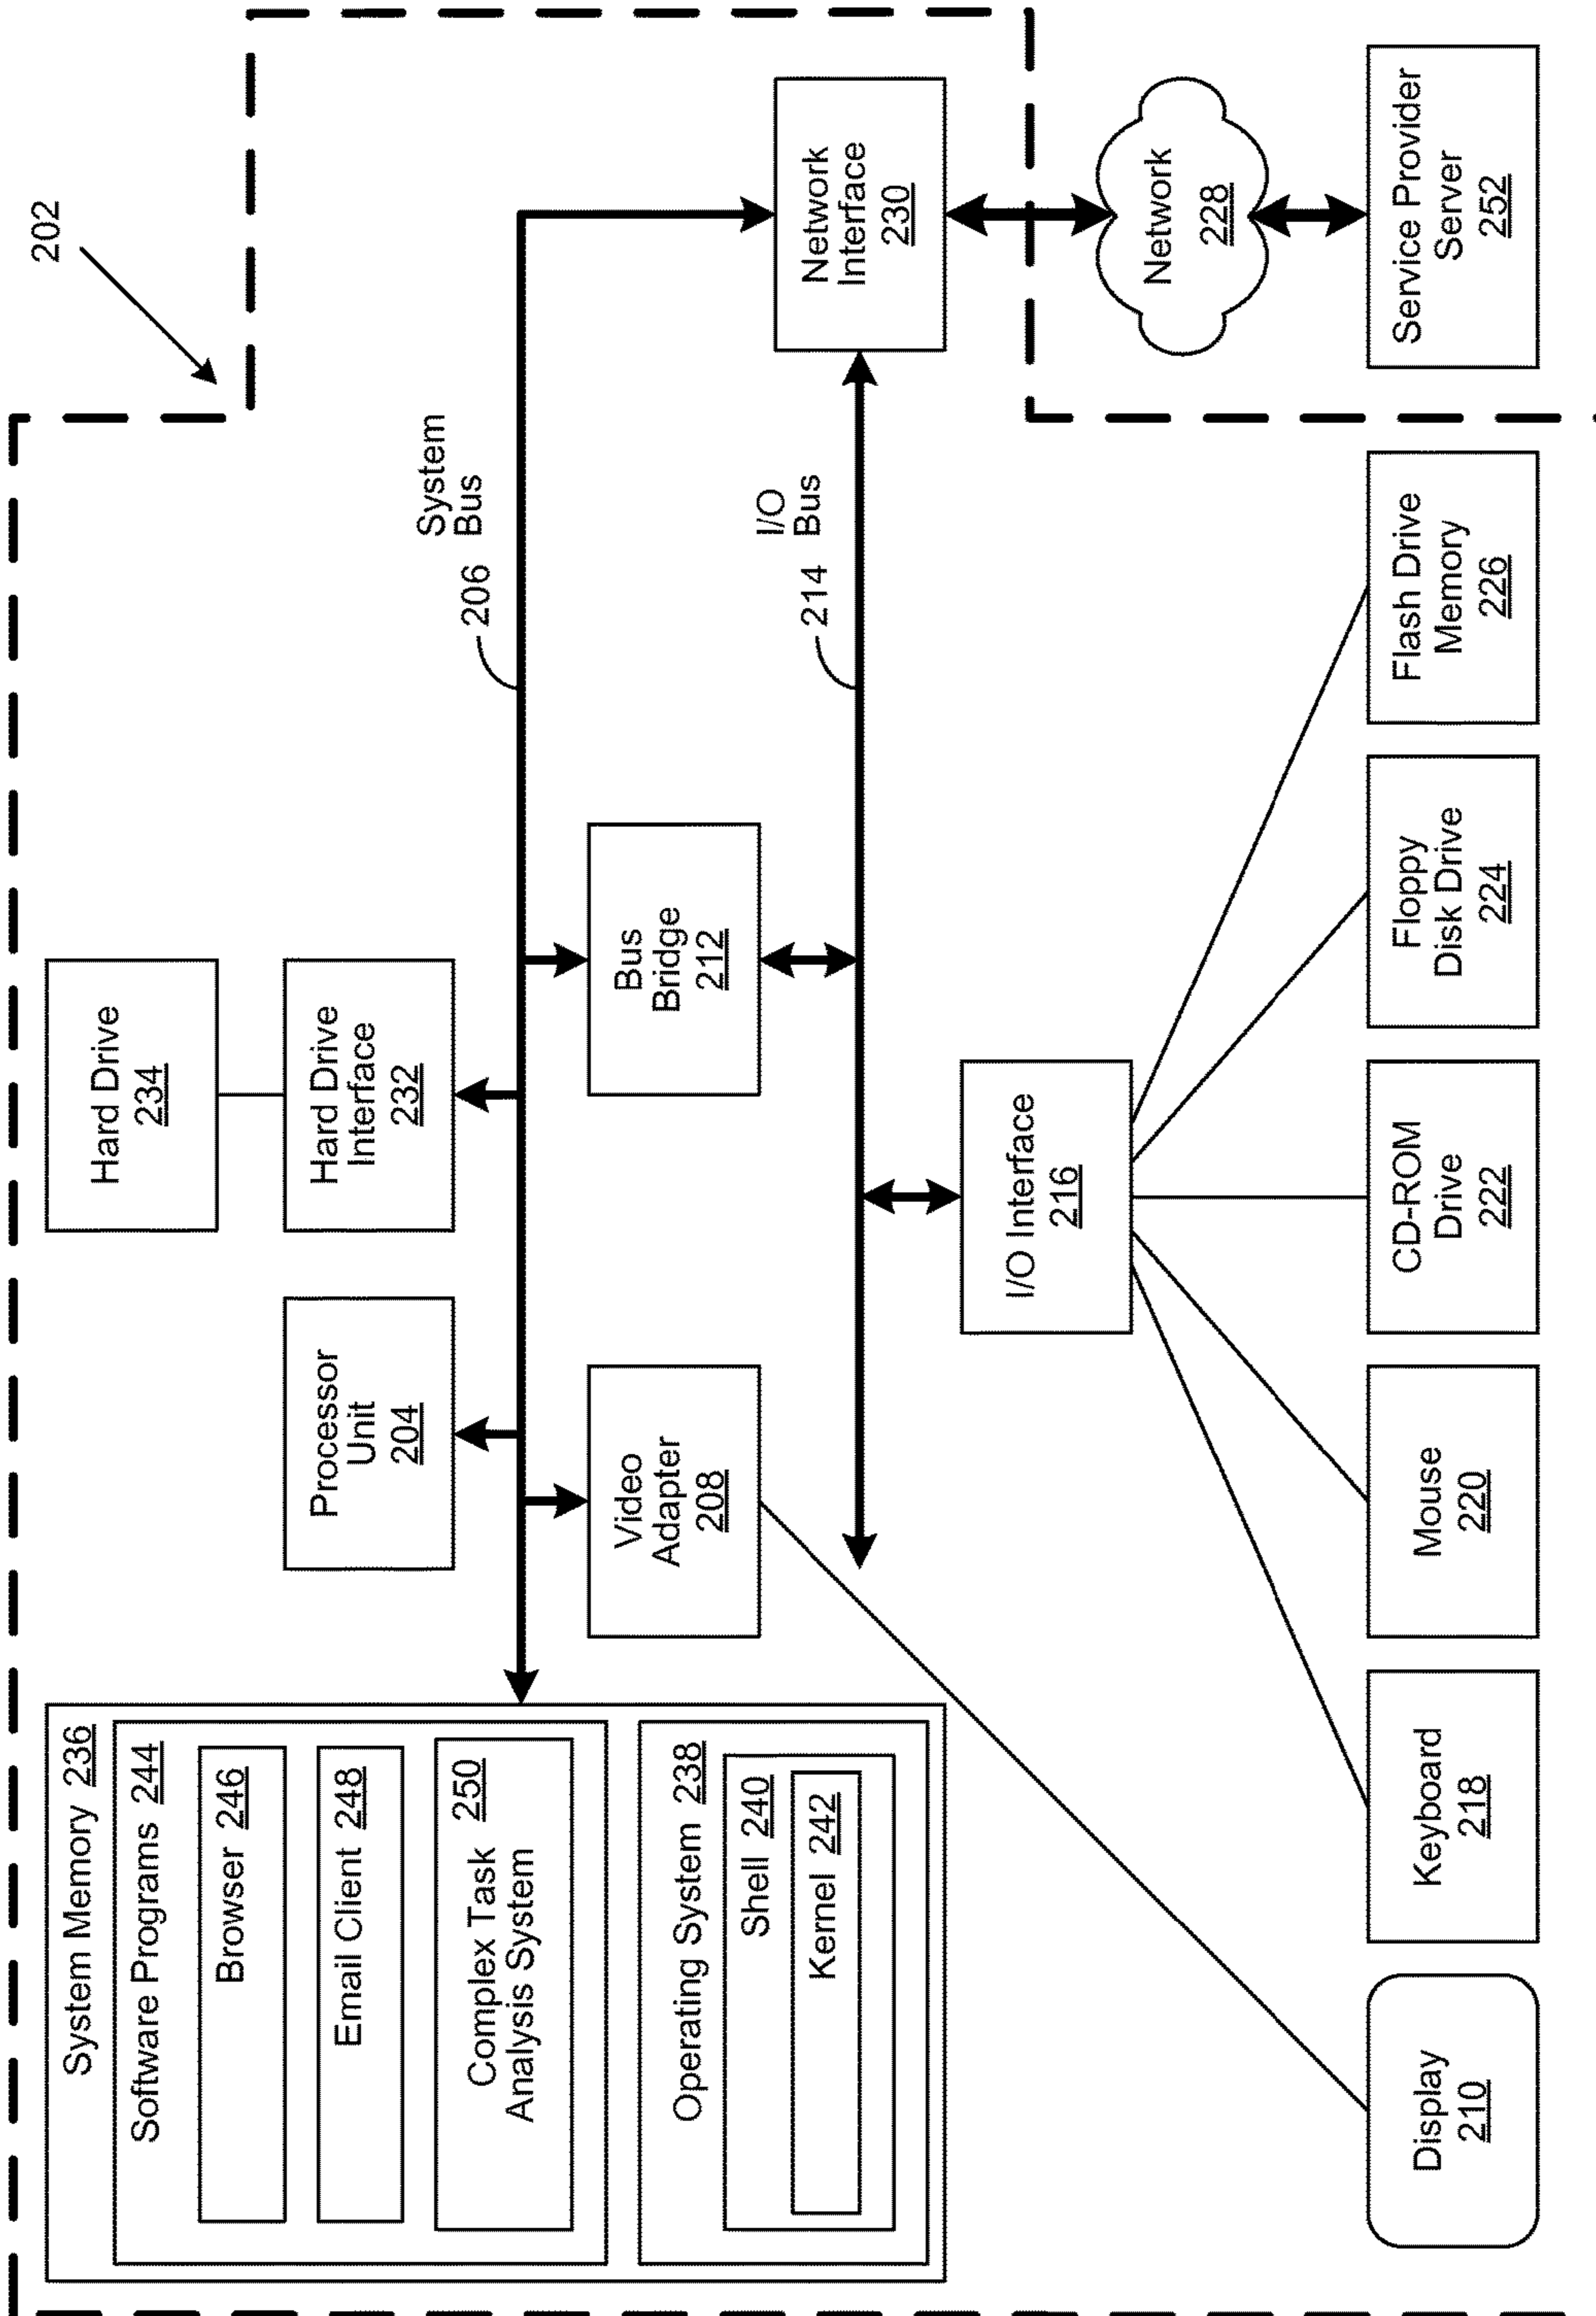 202
System Memory 236
Software Programs 244
Browser 246
Email Client 248
Complex Task
Analysis System
250
Operating System 238
Shell 240
Kernel 242
Hard Drive
234
Processor
Unit
204
Hard Drive
Interface
232
System
Bus
206
Video
Adapter
208
Bus
Bridge
212
I/O
Bus
214
Network
Interface
230
I/O Interface
216
Network
228
Display
210
Keyboard
218
Mouse
220
CD-ROM
Drive
222
Floppy
Disk Drive
224
Flash Drive
Memory
226
Service Provider
Server
252